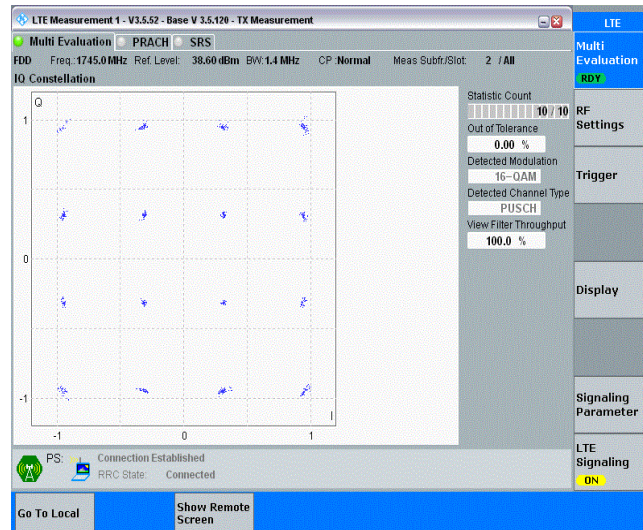 LTE Measurement 1 - V3.5.52 - Base V 3.5.120 - TX Measurement
LTE
Multi Evaluation PRACH SRS
FDD Freq.:1745.0 MHz Ref. Level: 38.60 dBm BW:1.4 MHz CP :Normal Meas Subfr./Slot: 2 / All
IQ Constellation
Q
1
0
-1
-1 0 1
I
Statistic Count
10 / 10
Out of Tolerance
0.00 %
Detected Modulation
16-QAM
Detected Channel Type
PUSCH
View Filter Throughput
100.0 %
Multi
Evaluation
RDY
RF
Settings
Trigger
Display
Signaling
Parameter
LTE
Signaling
ON
PS: Connection Established
RRC State: Connected
Go To Local
Show Remote
Screen